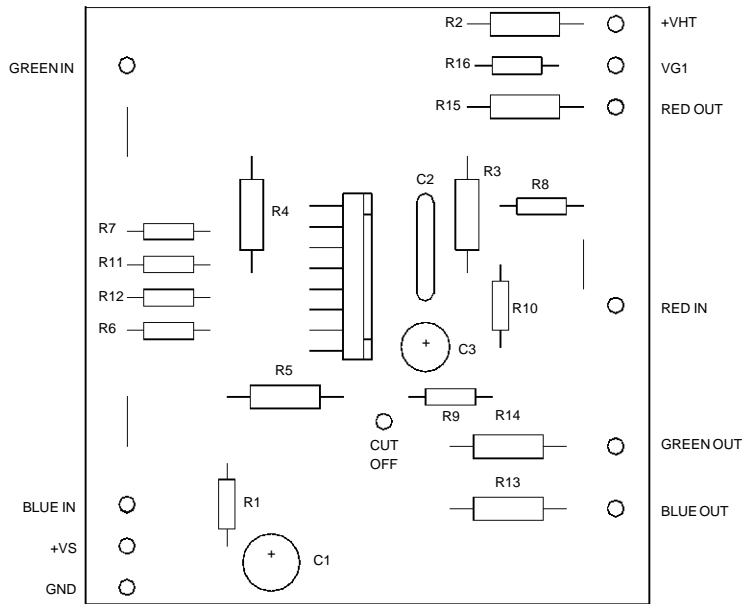 R2
+VHT
GREEN IN
R16
VG1
R15
RED OUT
C2
R3
R8
R4
R7
R11
R12
R6
R10
RED IN
+
C3
R5
R9
R14
CUT
OFF
GREEN OUT
R13
BLUE IN
R1
BLUE OUT
+VS
+
C1
GND